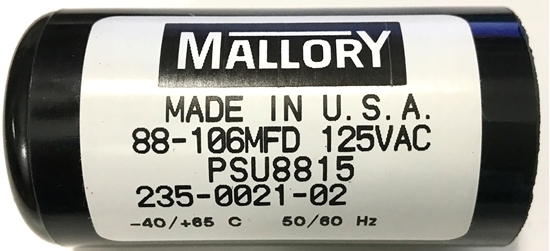 MALLORY
MADE IN U.S.A.
88-106MFD 125VAC
PSU8815
235-0021-02
-40/+65 C 50/60 Hz